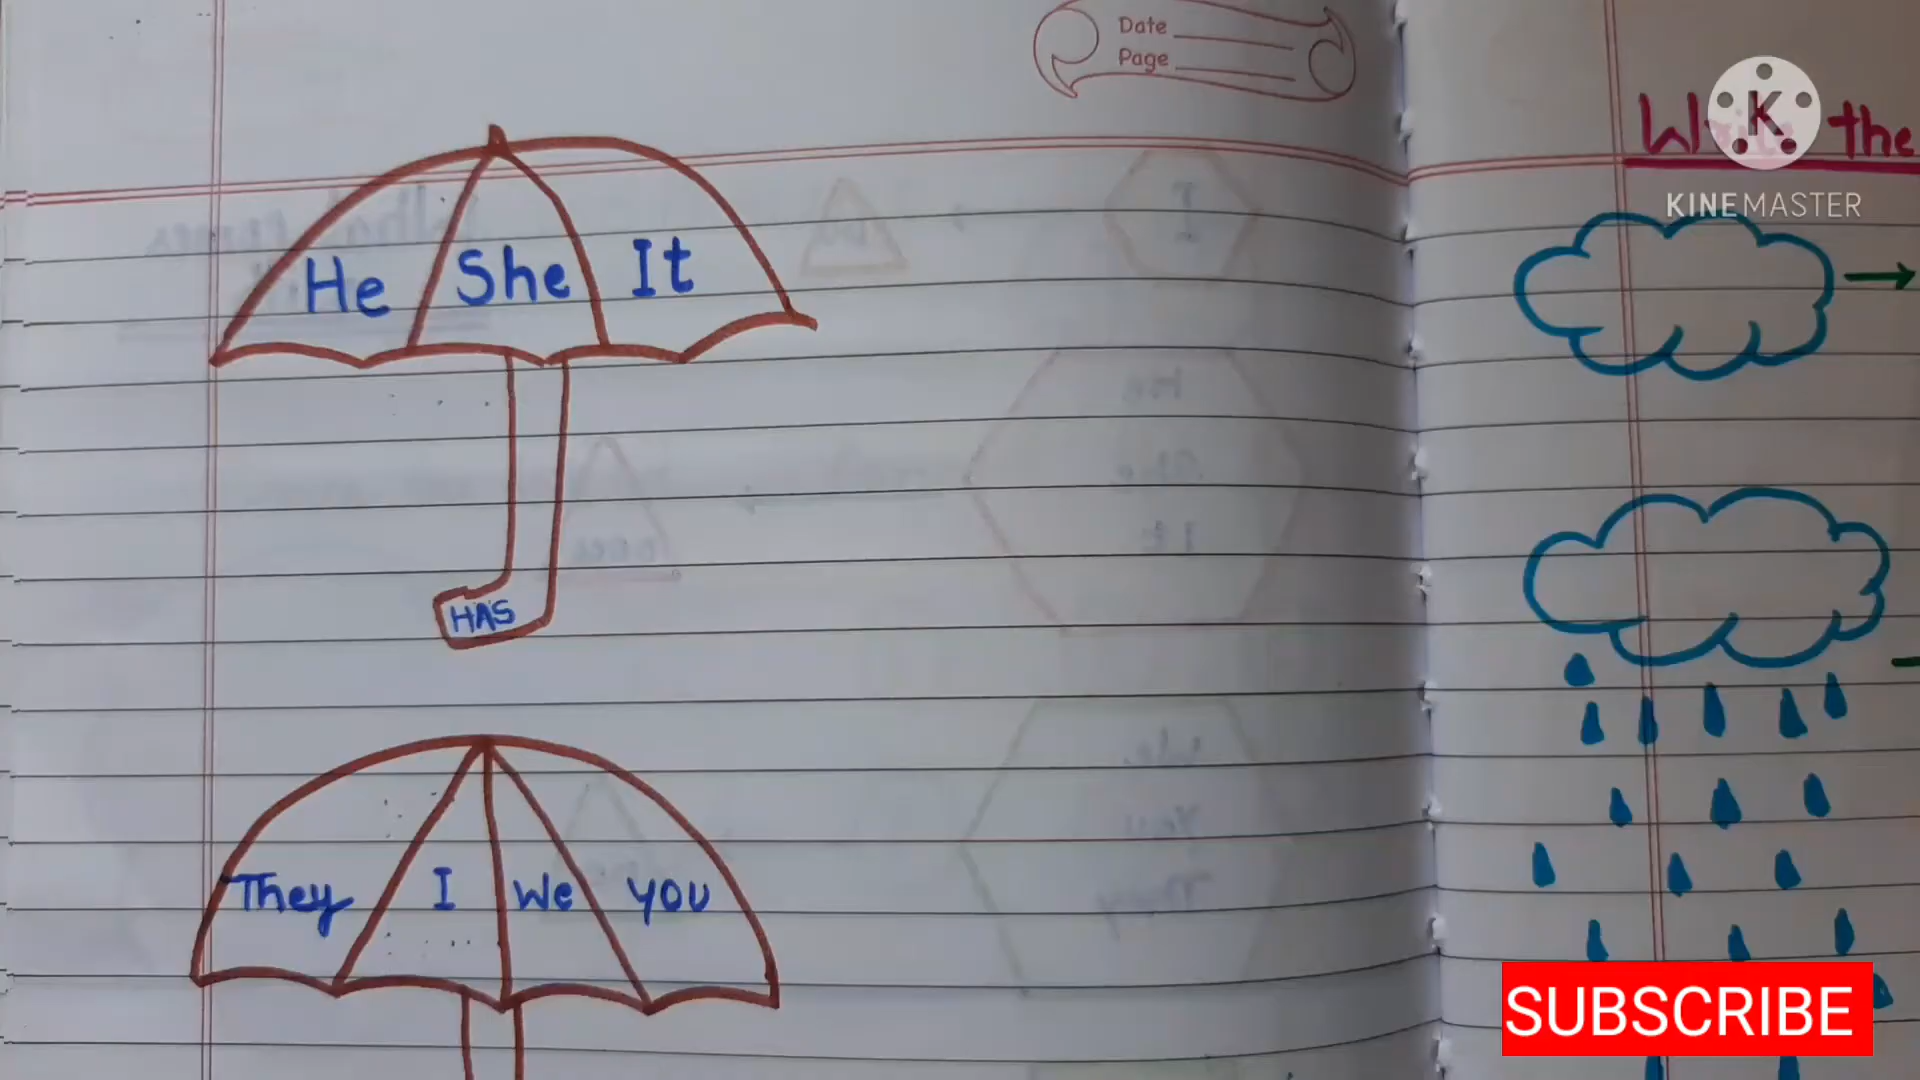 Date
Page
He She It
HAS
They I We you
the
K
KINEMASTER
SUBSCRIBE